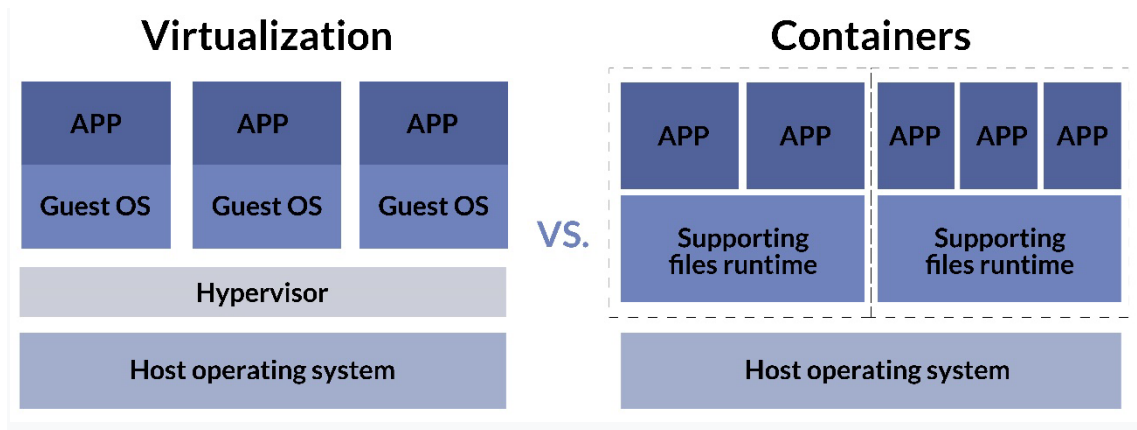 Virtualization
APP
APP
APP
Guest OS
Guest OS
Guest OS
Hypervisor
Host operating system
VS.
Containers
APP
APP
APP
APP
APP
Supporting
files runtime
Supporting
files runtime
Host operating system